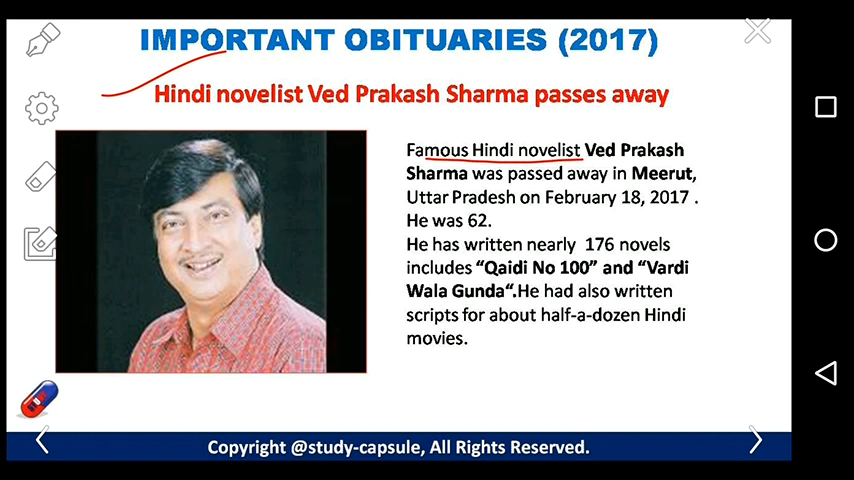 IMPORTANT OBITUARIES (2017)
Hindi novelist Ved Prakash Sharma passes away
Famous Hindi novelist Ved Prakash
Sharma was passed away in Meerut,
Uttar Pradesh on February 18, 2017 .
He was 62.
He has written nearly 176 novels
includes “Qaidi No 100” and “Vardi
Wala Gunda“.He had also written
scripts for about half-a-dozen Hindi
movies.
Copyright @study-capsule, All Rights Reserved.